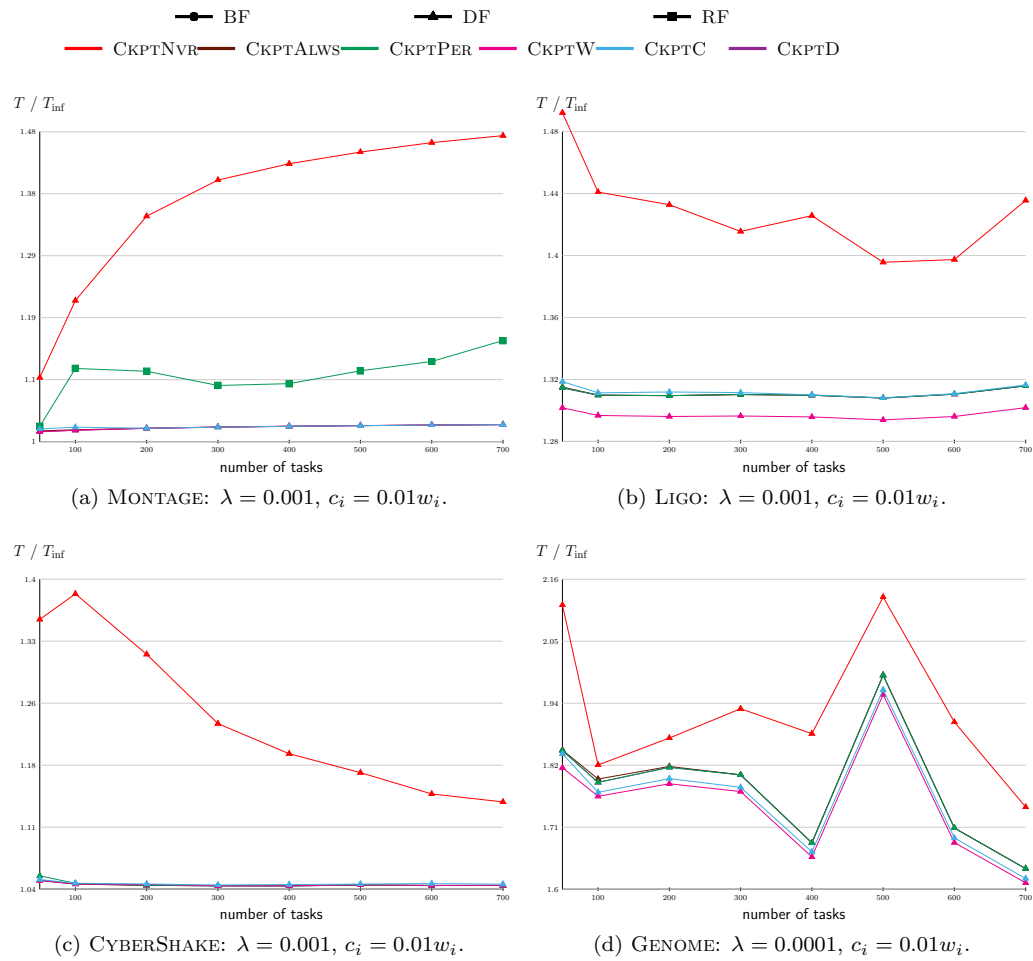 BF DF RF
CKPTNVR CKPTALWS CKPTPER CKPTW CKPTC CKPTD
T / T_inf
1.48
1.38
1.29
1.19
1.11
1
100 200 300 400 500 600 700
number of tasks
(a) MONTAGE: λ = 0.001, c_i = 0.01w_i.
T / T_inf
1.48
1.44
1.4
1.36
1.32
1.28
100 200 300 400 500 600 700
number of tasks
(b) LIGO: λ = 0.001, c_i = 0.01w_i.
T / T_inf
1.4
1.33
1.26
1.18
1.11
1.04
100 200 300 400 500 600 700
number of tasks
(c) CYBERSHAKE: λ = 0.001, c_i = 0.01w_i.
T / T_inf
2.16
2.05
1.94
1.82
1.71
1.6
100 200 300 400 500 600 700
number of tasks
(d) GENOME: λ = 0.0001, c_i = 0.01w_i.